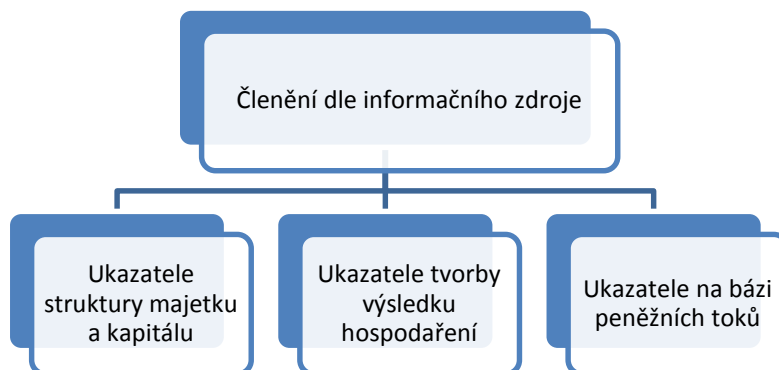 Členění dle informačního zdroje
Ukazatele
struktury majetku
a kapitálu
Ukazatele tvorby
výsledku
hospodaření
Ukazatele na bázi
peněžních toků